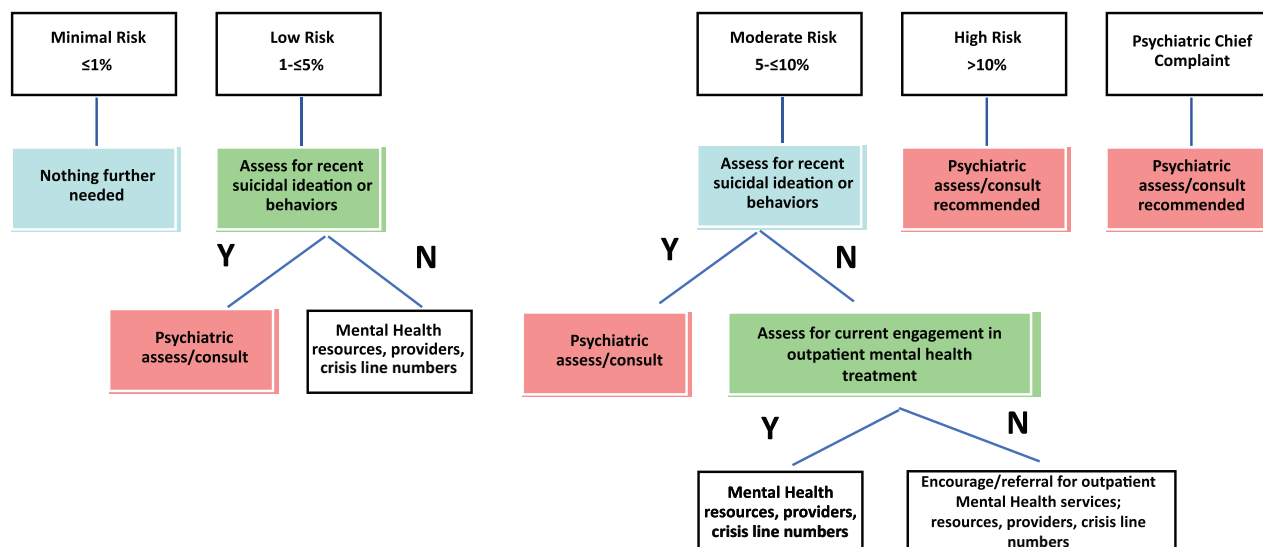 Minimal Risk
≤1%
Low Risk
1-≤5%
Moderate Risk
5-≤10%
High Risk
>10%
Psychiatric Chief
Complaint
Nothing further
needed
Assess for recent
suicidal ideation or
behaviors
Assess for recent
suicidal ideation or
behaviors
Psychiatric
assess/consult
recommended
Psychiatric
assess/consult
recommended
Y
N
Y
N
Psychiatric
assess/consult
Mental Health
resources, providers,
crisis line numbers
Psychiatric
assess/consult
Assess for current engagement in
outpatient mental health
treatment
Y
N
Mental Health
resources, providers,
crisis line numbers
Encourage/referral for outpatient
Mental Health services;
resources, providers, crisis line
numbers